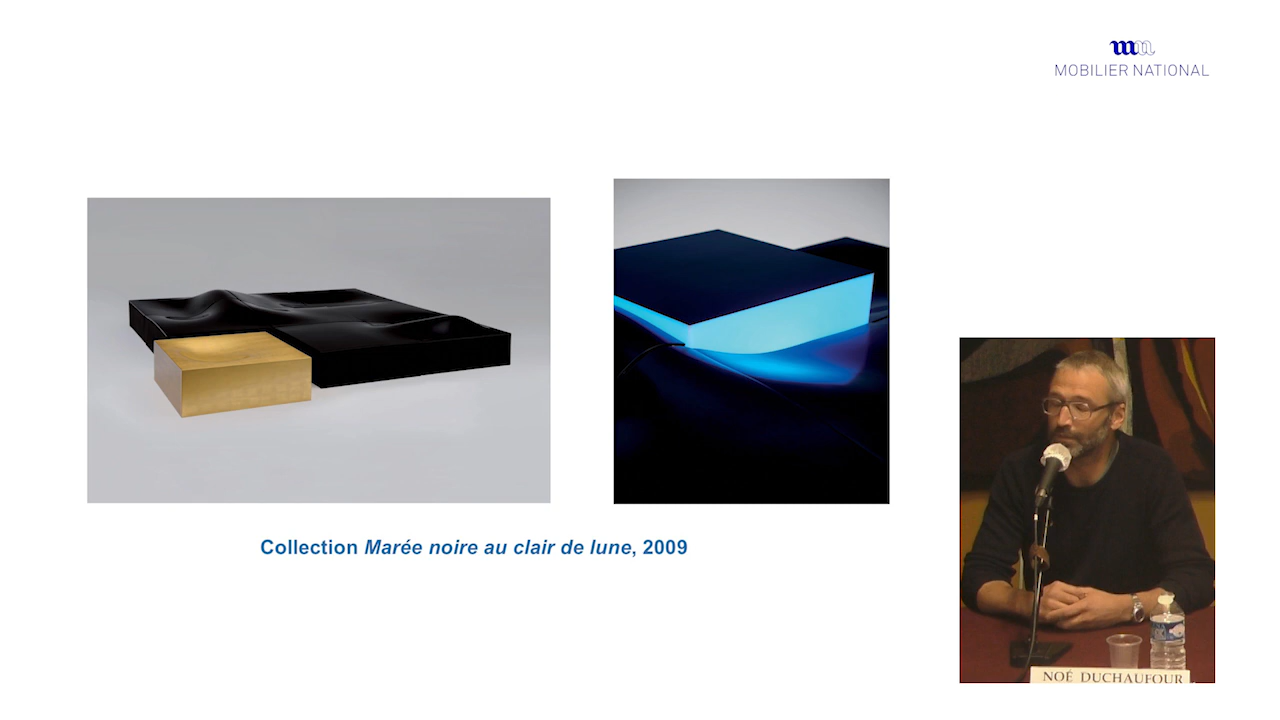 MOBILIER NATIONAL
Collection Marée noire au clair de lune, 2009
NOÉ DUCHAUFOUR